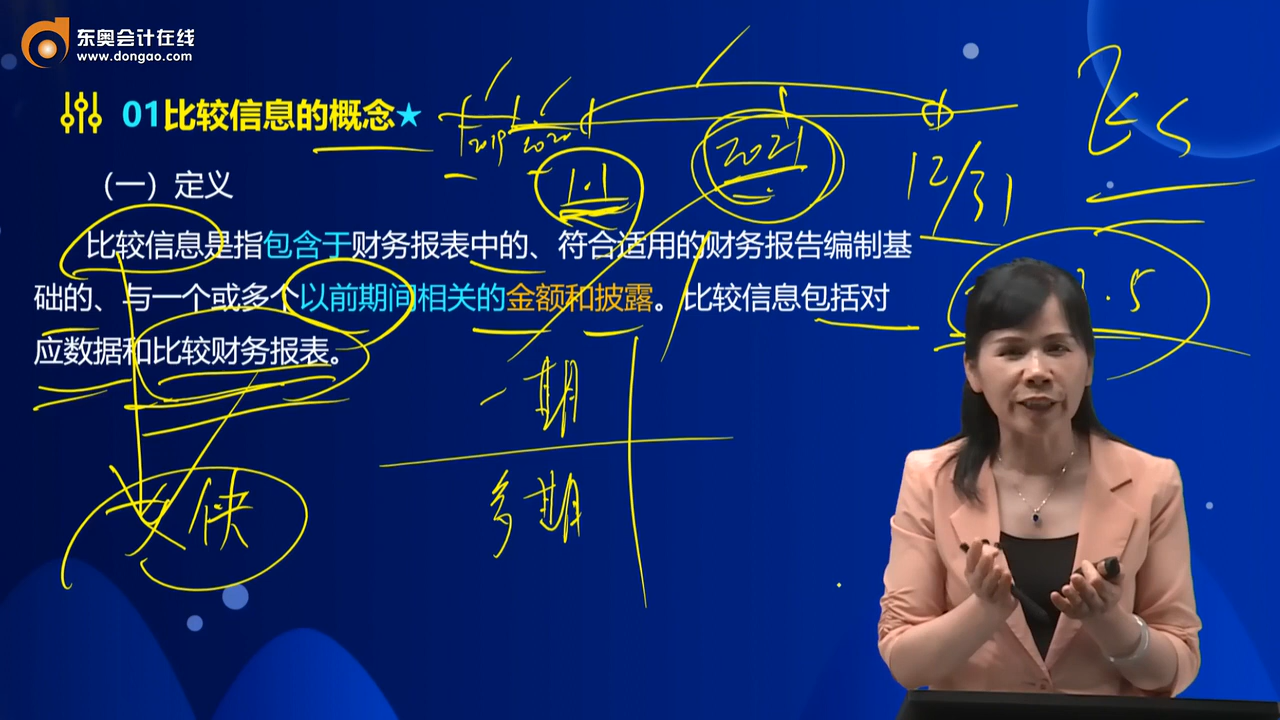 东奥会计在线
www.dongao.com
01比较信息的概念
（一）定义
比较信息是指包含于财务报表中的、符合适用的财务报告编制基
础的、与一个或多个以前期间相关的金额和披露。比较信息包括对
应数据和比较财务报表。
2019 2020
1.1
2021
12/31
一期
多期